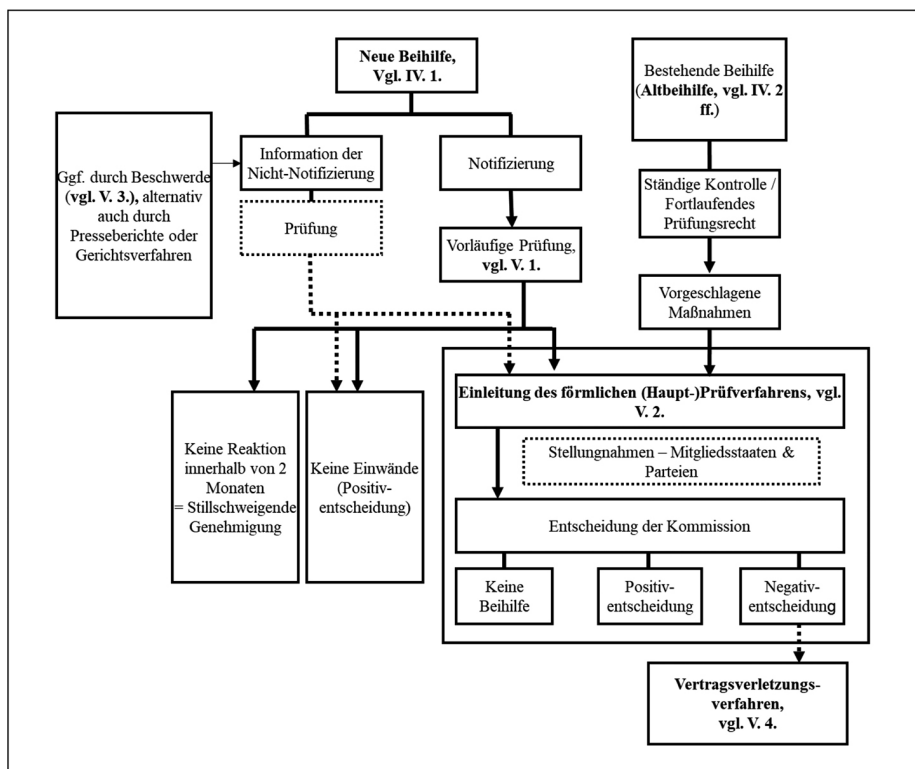 Neue Beihilfe,
Vgl. IV. 1.
Bestehende Beihilfe
(Altbeihilfe, vgl. IV. 2
ff.)
Ggf. durch Beschwerde
(vgl. V. 3.), alternativ
auch durch
Presseberichte oder
Gerichtsverfahren
Information der
Nicht-Notifizierung
Notifizierung
Ständige Kontrolle /
Fortlaufendes
Prüfungsrecht
Prüfung
Vorläufige Prüfung,
vgl. V. 1.
Vorgeschlagene
Maßnahmen
Keine Reaktion
innerhalb von 2
Monaten
= Stillschweigende
Genehmigung
Keine Einwände
(Positiv-
entscheidung)
Einleitung des förmlichen (Haupt-)Prüfverfahrens, vgl.
V. 2.
Stellungnahmen – Mitgliedsstaaten &
Parteien
Entscheidung der Kommission
Keine
Beihilfe
Positiv-
entscheidung
Negativ-
entscheidung
Vertragsverletzungs-
verfahren,
vgl. V. 4.